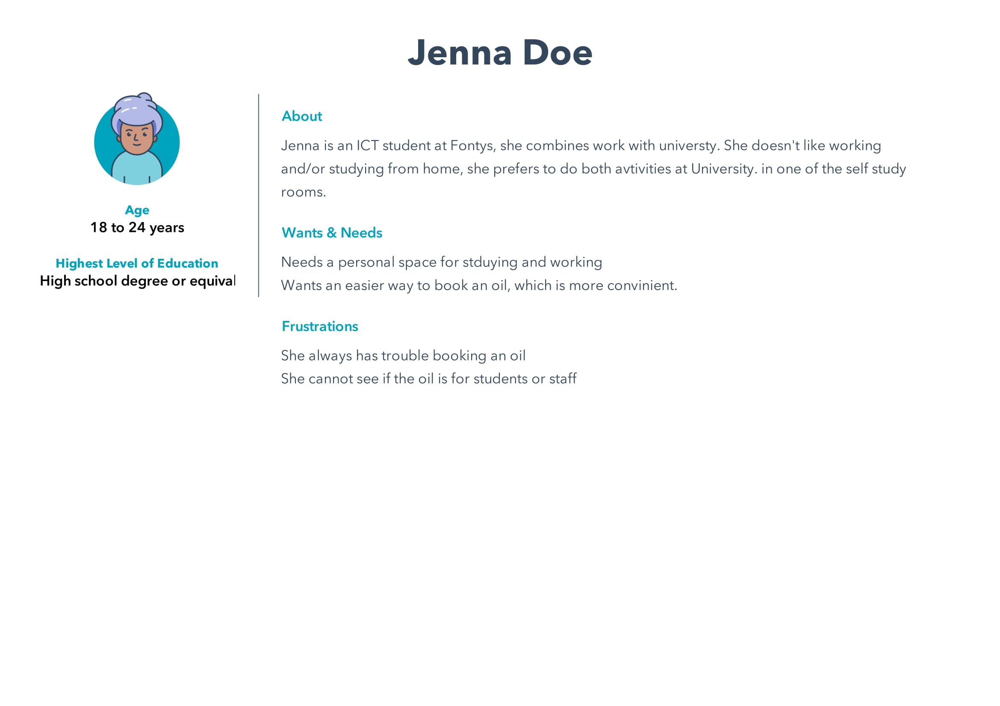 Jenna Doe
Age
18 to 24 years
Highest Level of Education
High school degree or equival
About
Jenna is an ICT student at Fontys, she combines work with universty. She doesn't like working
and/or studying from home, she prefers to do both avtivities at University. in one of the self study
rooms.
Wants & Needs
Needs a personal space for stduying and working
Wants an easier way to book an oil, which is more convinient.
Frustrations
She always has trouble booking an oil
She cannot see if the oil is for students or staff